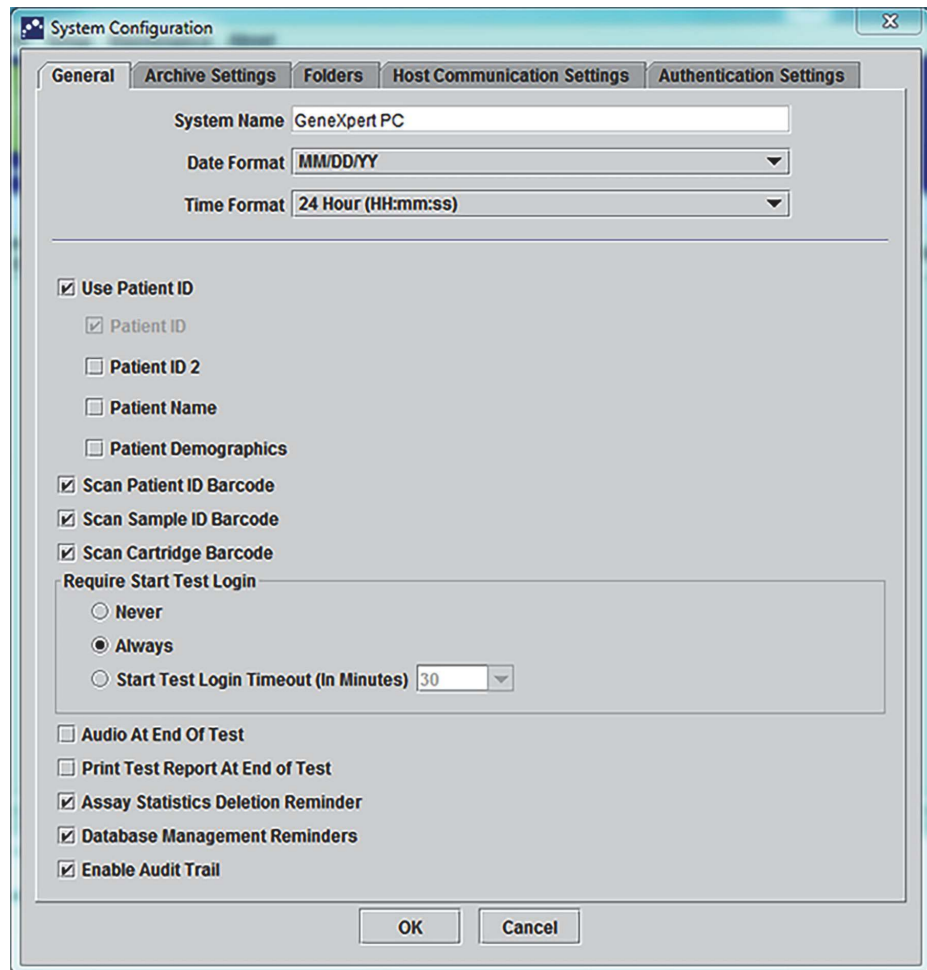 System Configuration
General Archive Settings Folders Host Communication Settings Authentication Settings
System Name GeneXpert PC
Date Format MM/DD/YY
Time Format 24 Hour (HH:mm:ss)
Use Patient ID
Patient ID
Patient ID 2
Patient Name
Patient Demographics
Scan Patient ID Barcode
Scan Sample ID Barcode
Scan Cartridge Barcode
Require Start Test Login
Never
Always
Start Test Login Timeout (In Minutes) 30
Audio At End Of Test
Print Test Report At End of Test
Assay Statistics Deletion Reminder
Database Management Reminders
Enable Audit Trail
OK Cancel